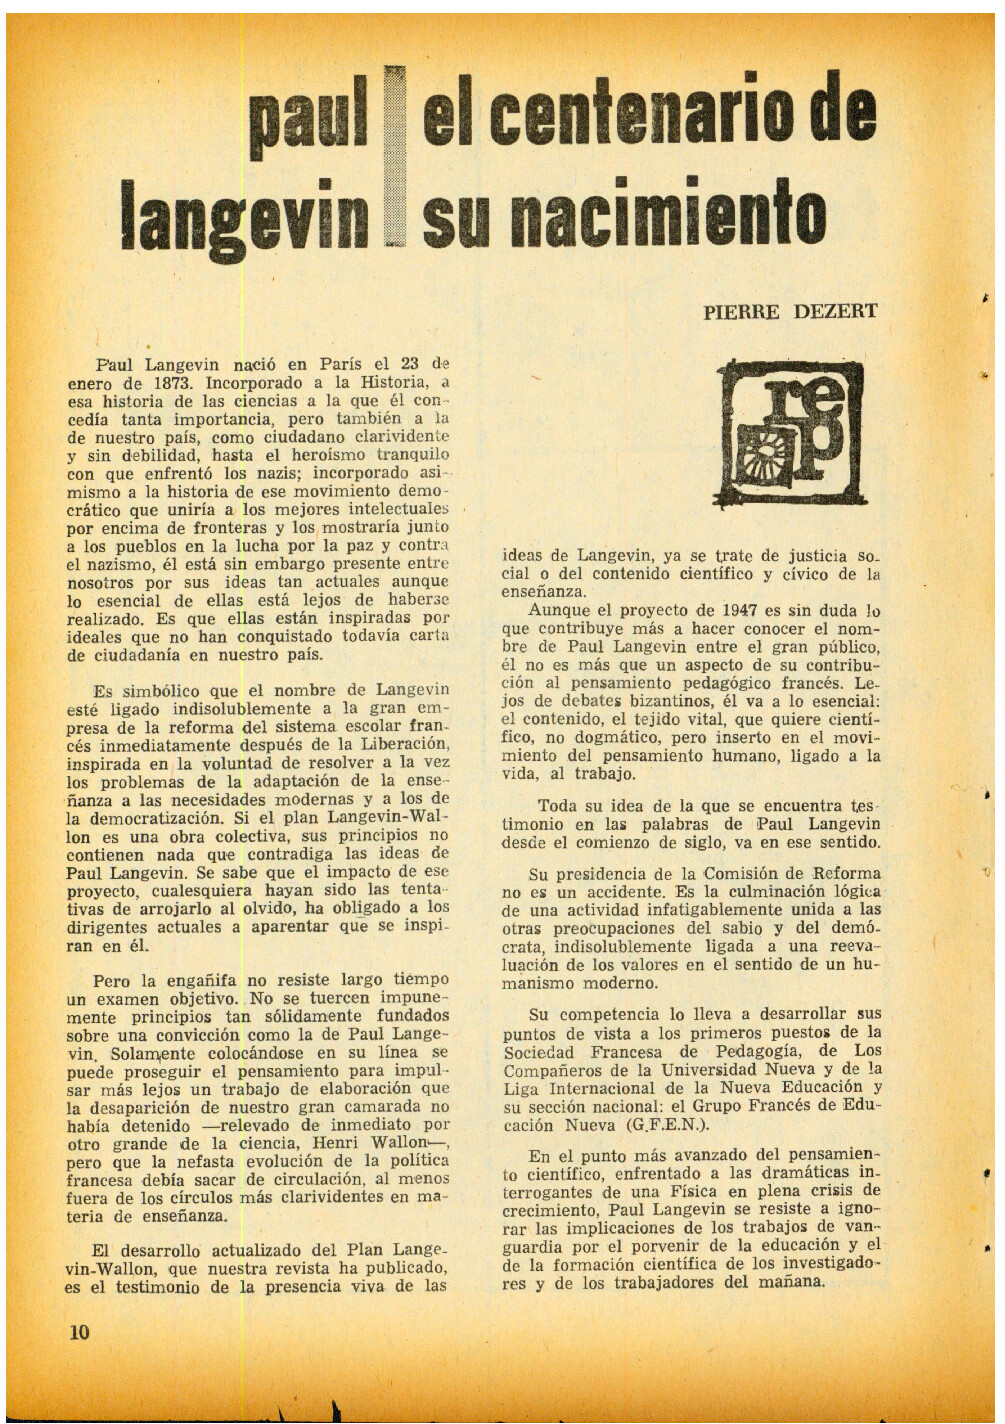 paul el centenario de
langevin su nacimiento
PIERRE DEZERT
Paul Langevin nació en París el 23 de
enero de 1873. Incorporado a la Historia, a
esa historia de las ciencias a la que él con-
cedía tanta importancia, pero también a la
de nuestro país, como ciudadano clarividente
y sin debilidad, hasta el heroísmo tranquilo
con que enfrentó los nazis; incorporado asi-
mismo a la historia de ese movimiento demo-
crático que uniría a los mejores intelectuales
por encima de fronteras y los mostraría junto
a los pueblos en la lucha por la paz y contra
el nazismo, él está sin embargo presente entre
nosotros por sus ideas tan actuales aunque
lo esencial de ellas está lejos de haberse
realizado. Es que ellas están inspiradas por
ideales que no han conquistado todavía carta
de ciudadanía en nuestro país.
Es simbólico que el nombre de Langevin
esté ligado indisolublemente a la gran em-
presa de la reforma del sistema escolar fran-
cés inmediatamente después de la Liberación,
inspirada en la voluntad de resolver a la vez
los problemas de la adaptación de la ense-
ñanza a las necesidades modernas y a los de
la democratización. Si el plan Langevin-Wal-
lon es una obra colectiva, sus principios no
contienen nada que contradiga las ideas de
Paul Langevin. Se sabe que el impacto de ese
proyecto, cualesquiera hayan sido las tenta-
tivas de arrojarlo al olvido, ha obligado a los
dirigentes actuales a aparentar que se inspi-
ran en él.
Pero la engañifa no resiste largo tiempo
un examen objetivo. No se tuercen impune-
mente principios tan sólidamente fundados
sobre una convicción como la de Paul Lange-
vin. Solamente colocándose en su línea se
puede proseguir el pensamiento para impul-
sar más lejos un trabajo de elaboración que
la desaparición de nuestro gran camarada no
había detenido —relevado de inmediato por
otro grande de la ciencia, Henri Wallon—,
pero que la nefasta evolución de la política
francesa debía sacar de circulación, al menos
fuera de los círculos más clarividentes en ma-
teria de enseñanza.
El desarrollo actualizado del Plan Lange-
vin-Wallon, que nuestra revista ha publicado,
es el testimonio de la presencia viva de las
10
rep
ideas de Langevin, ya se trate de justicia so-
cial o del contenido científico y cívico de la
enseñanza.
Aunque el proyecto de 1947 es sin duda lo
que contribuye más a hacer conocer el nom-
bre de Paul Langevin entre el gran público,
él no es más que un aspecto de su contribu-
ción al pensamiento pedagógico francés. Le-
jos de debates bizantinos, él va a lo esencial:
el contenido, el tejido vital, que quiere cientí-
fico, no dogmático, pero inserto en el movi-
miento del pensamiento humano, ligado a la
vida, al trabajo.
Toda su idea de la que se encuentra tes-
timonio en las palabras de Paul Langevin
desde el comienzo de siglo, va en ese sentido.
Su presidencia de la Comisión de Reforma
no es un accidente. Es la culminación lógica
de una actividad infatigablemente unida a las
otras preocupaciones del sabio y del demó-
crata, indisolublemente ligada a una reeva-
luación de los valores en el sentido de un hu-
manismo moderno.
Su competencia lo lleva a desarrollar sus
puntos de vista a los primeros puestos de la
Sociedad Francesa de Pedagogía, de Los
Compañeros de la Universidad Nueva y de la
Liga Internacional de la Nueva Educación y
su sección nacional: el Grupo Francés de Edu-
cación Nueva (G.F.E.N.).
En el punto más avanzado del pensamien-
to científico, enfrentado a las dramáticas in-
terrogantes de una Física en plena crisis de
crecimiento, Paul Langevin se resiste a igno-
rar las implicaciones de los trabajos de van-
guardia por el porvenir de la educación y el
de la formación científica de los investigado-
res y de los trabajadores del mañana.